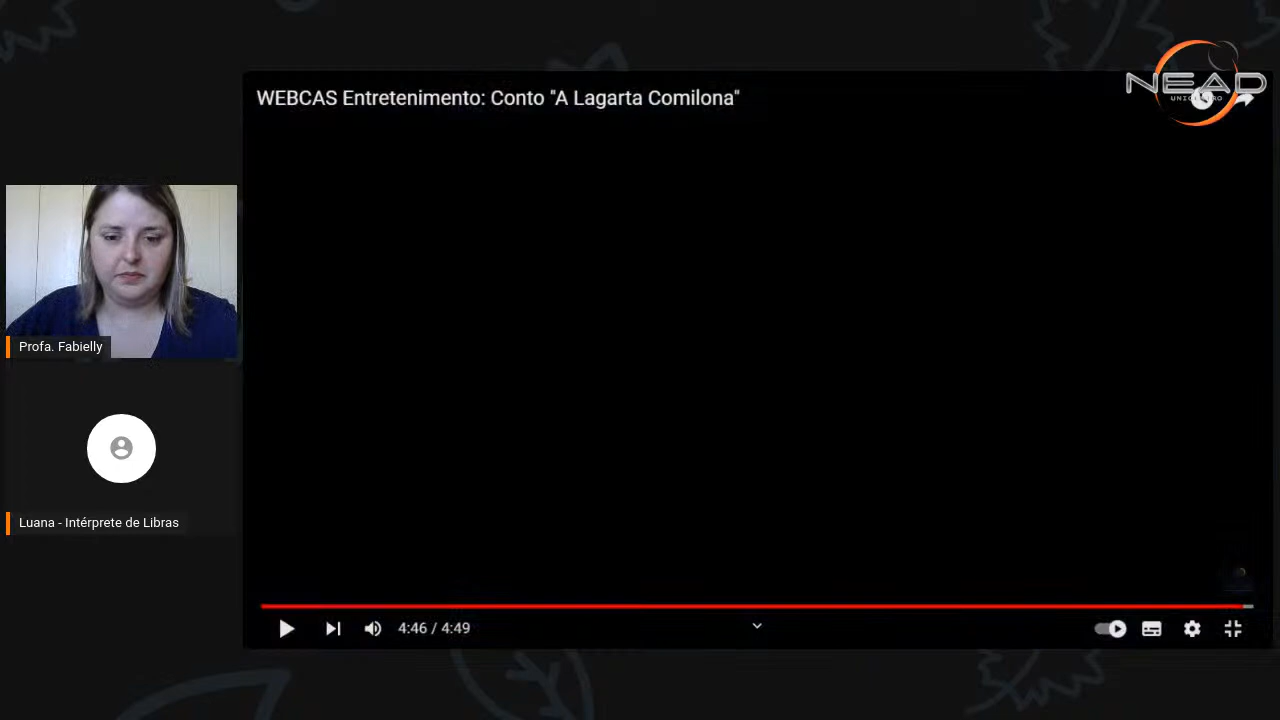 WEBCAS Entretenimento: Conto "A Lagarta Comilona"
NEAD
Profa. Fabielly
Luana - Intérprete de Libras
4:46 / 4:49